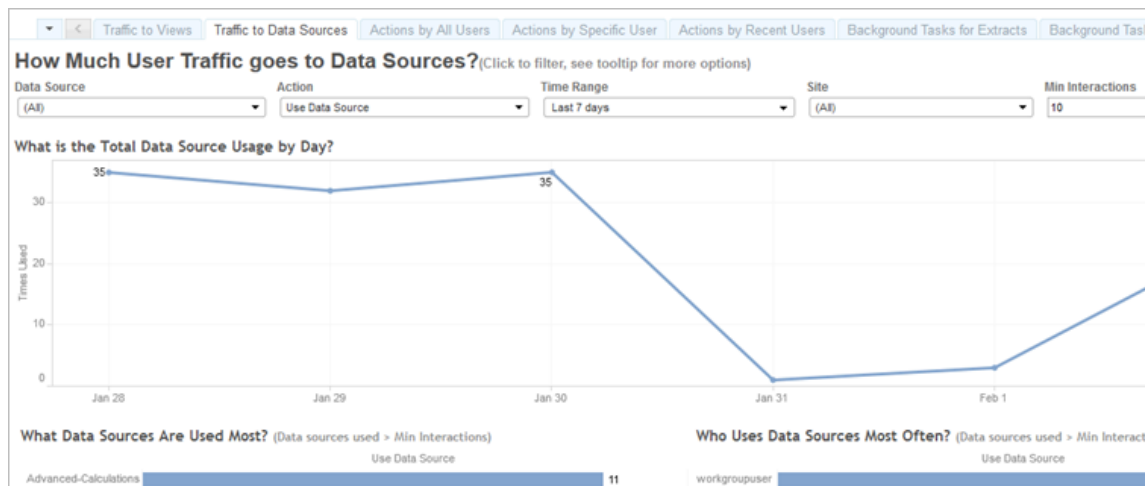 Traffic to Views Traffic to Data Sources Actions by All Users Actions by Specific User Actions by Recent Users Background Tasks for Extracts Background
How Much User Traffic goes to Data Sources?(Click to filter, see tooltip for more options)
Data Source Action Time Range Site Min Interactions
(All) Use Data Source Last 7 days (All) 10
What is the Total Data Source Usage by Day?
35
35
30
20
10
0
Times Used
Jan 28 Jan 29 Jan 30 Jan 31 Feb 1
What Data Sources Are Used Most? (Data sources used > Min Interactions) Who Uses Data Sources Most Often? (Data sources used > Min
Use Data Source Use Data Source
Advanced-Calculations 11 workgroupuser